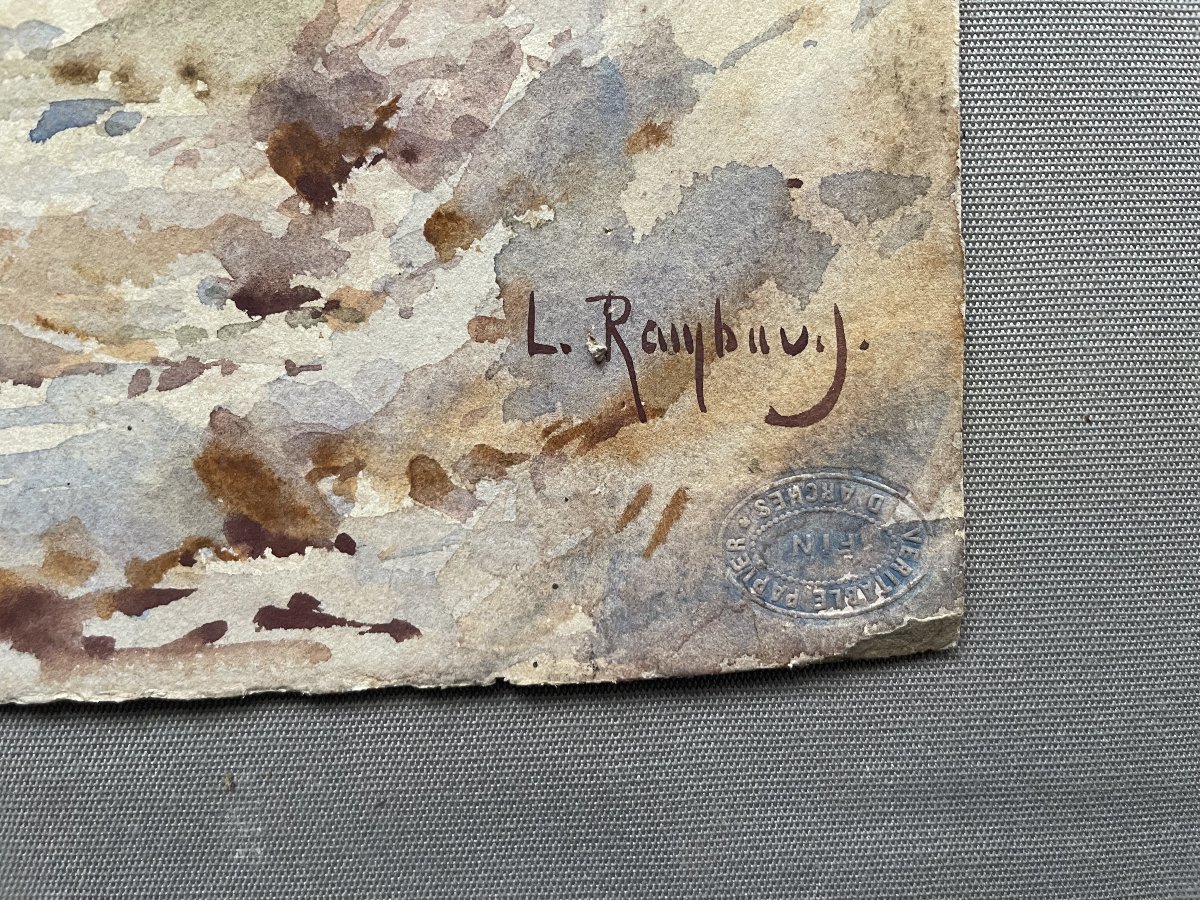 L. Raybaud.
VERITABLE PAPIER D'ARCHES
FIN